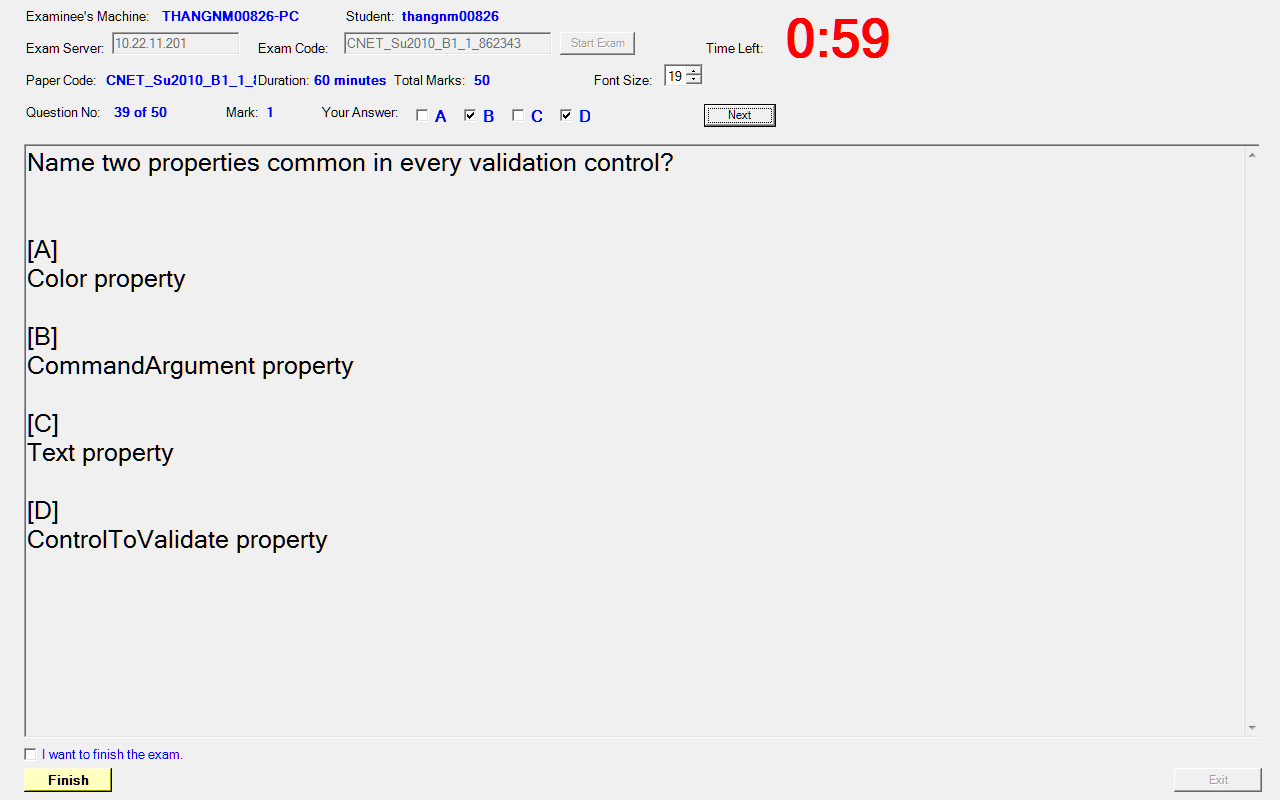 Examinee's Machine: THANGNM00826-PC Student: thangnm00826
Exam Server: 10.22.11.201 Exam Code: CNET_Su2010_B1_1_862343 Start Exam Time Left: 0:59
Paper Code: CNET_Su2010_B1_1_ Duration: 60 minutes Total Marks: 50 Font Size: 19
Question No: 39 of 50 Mark: 1 Your Answer: A B C D Next
Name two properties common in every validation control?
[A]
Color property
[B]
CommandArgument property
[C]
Text property
[D]
ControlToValidate property
I want to finish the exam.
Finish Exit